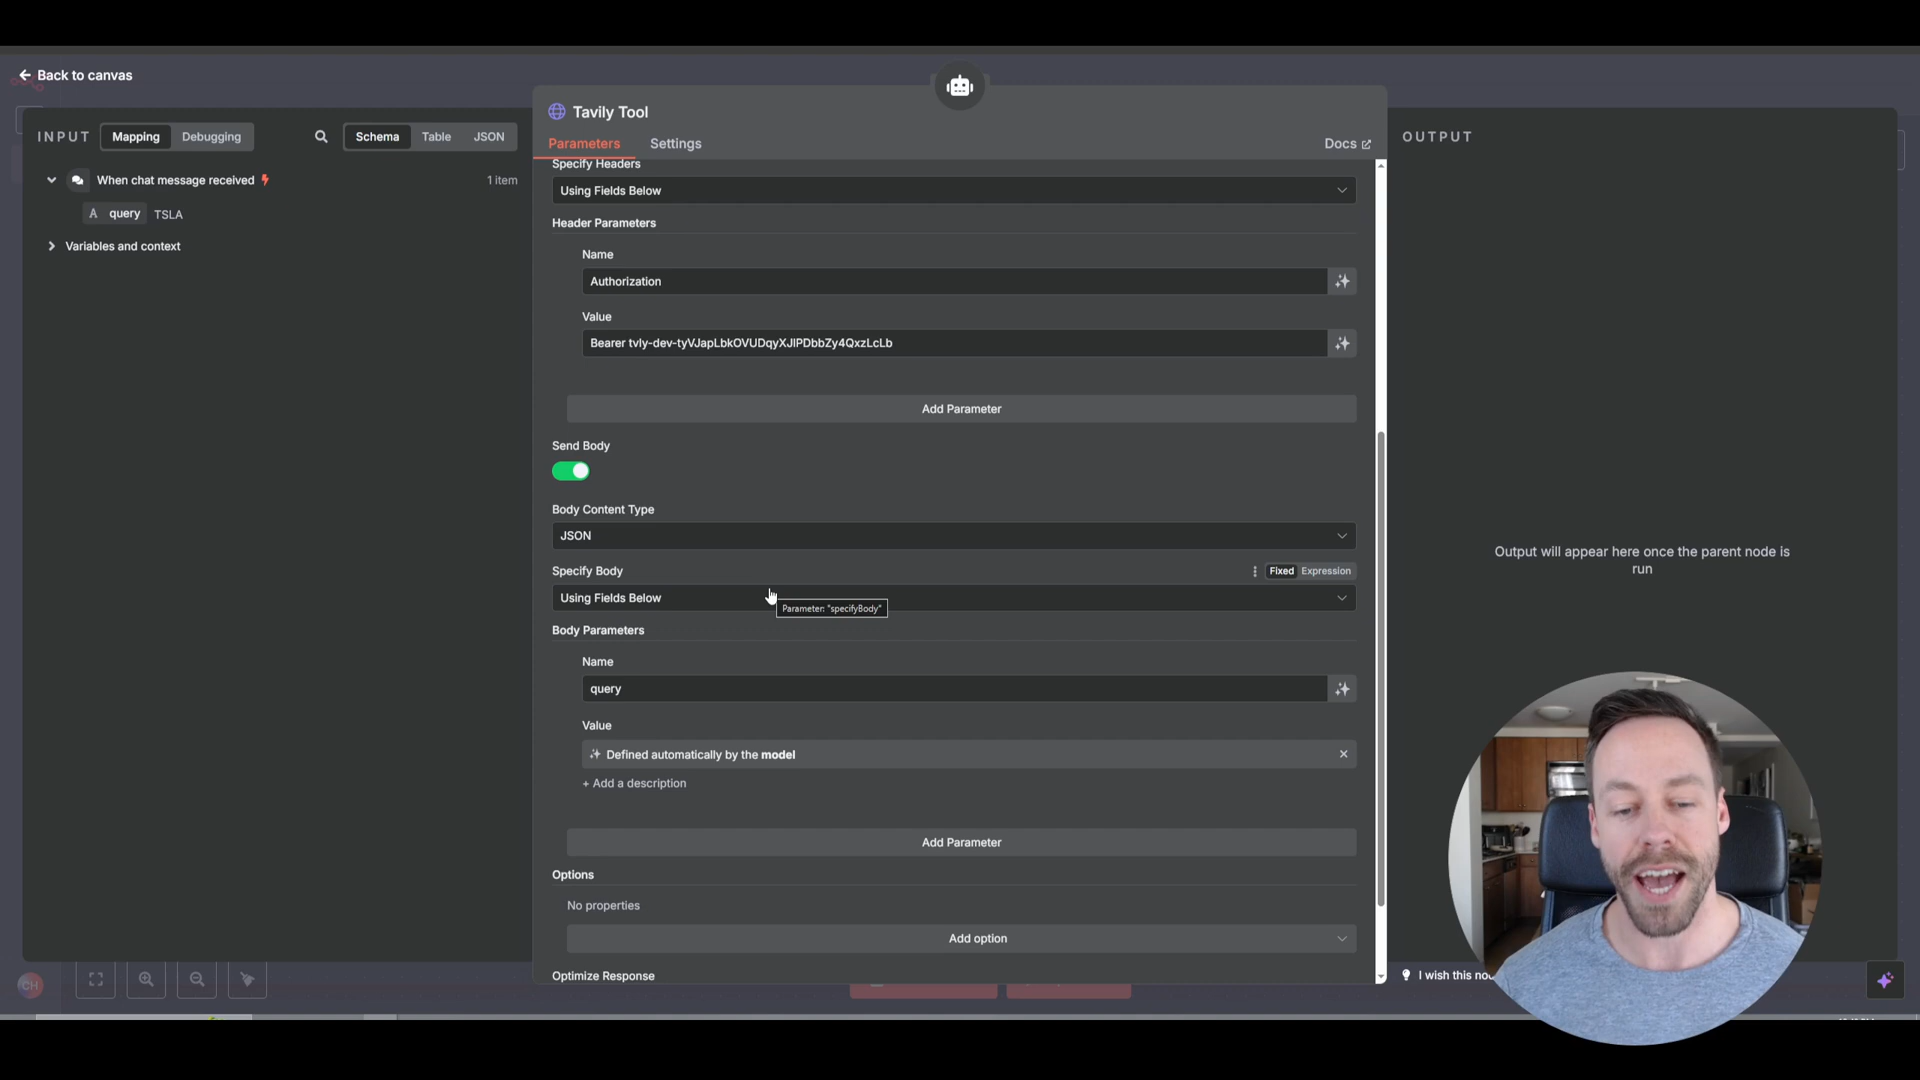 Back to canvas
INPUT Mapping Debugging Schema Table JSON
When chat message received 1 item
A query TSLA
Variables and context
Tavily Tool
Parameters Settings Docs
Specify Headers
Using Fields Below
Header Parameters
Name
Authorization
Value
Bearer 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
Add Parameter
Send Body
Body Content Type
JSON
Specify Body Fixed Expression
Using Fields Below
Parameter: "specifyBody"
Body Parameters
Name
query
Value
Defined automatically by the model
+ Add a description
Add Parameter
Options
No properties
Add option
Optimize Response
OUTPUT
Output will appear here once the parent node is
run
I wish this
CH